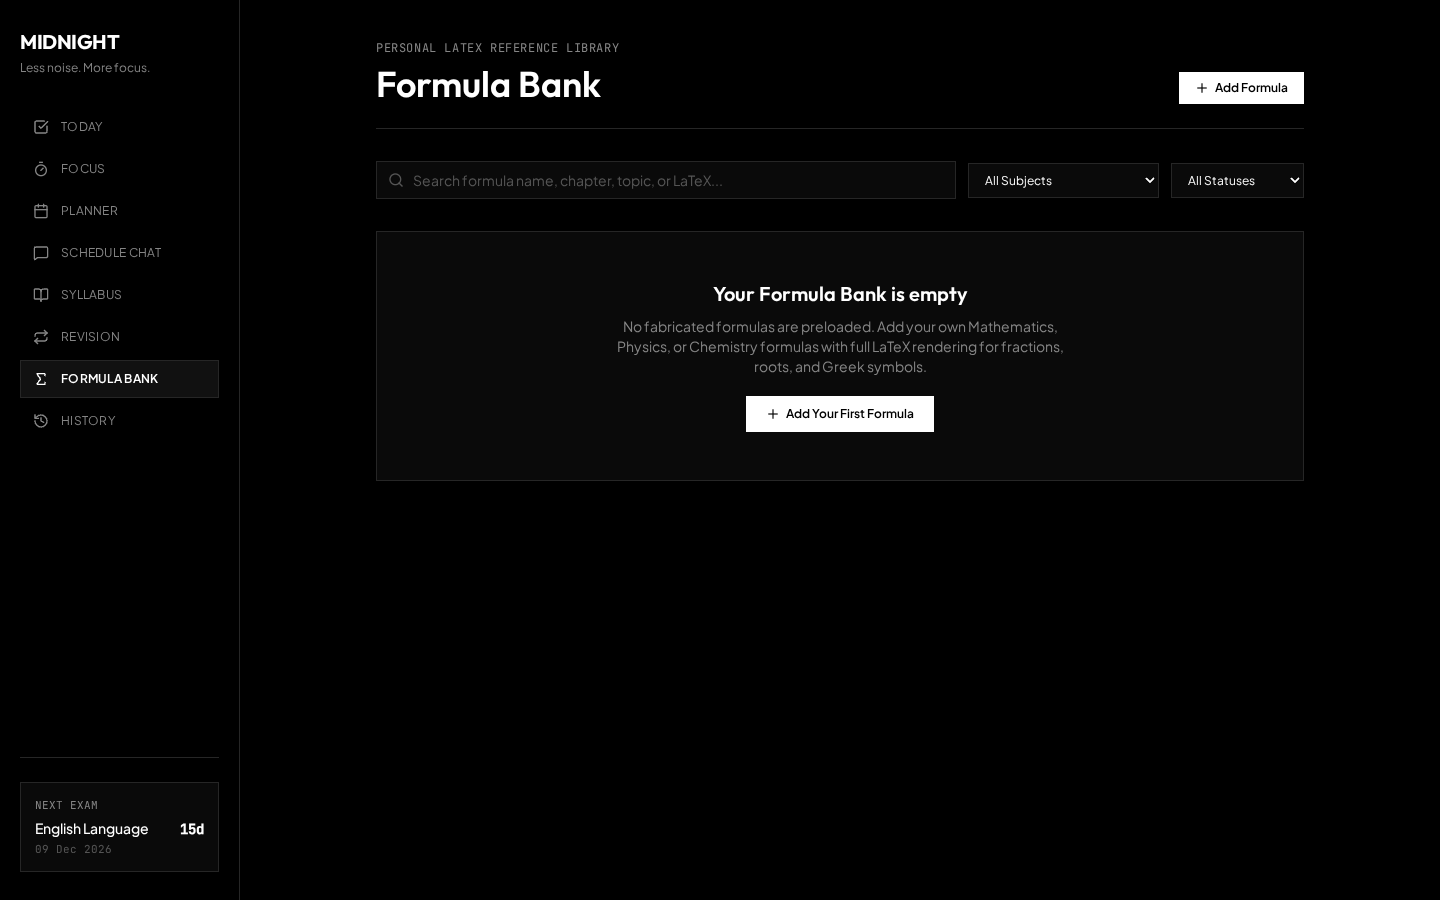 MIDNIGHT
Less noise. More focus.
TODAY
FOCUS
PLANNER
SCHEDULE CHAT
SYLLABUS
REVISION
FORMULA BANK
HISTORY
NEXT EXAM
English Language 15d
09 Dec 2026
PERSONAL LATEX REFERENCE LIBRARY
Formula Bank
Add Formula
Search formula name, chapter, topic, or LaTeX...
All Subjects
All Statuses
Your Formula Bank is empty
No fabricated formulas are preloaded. Add your own Mathematics,
Physics, or Chemistry formulas with full LaTeX rendering for fractions,
roots, and Greek symbols.
Add Your First Formula